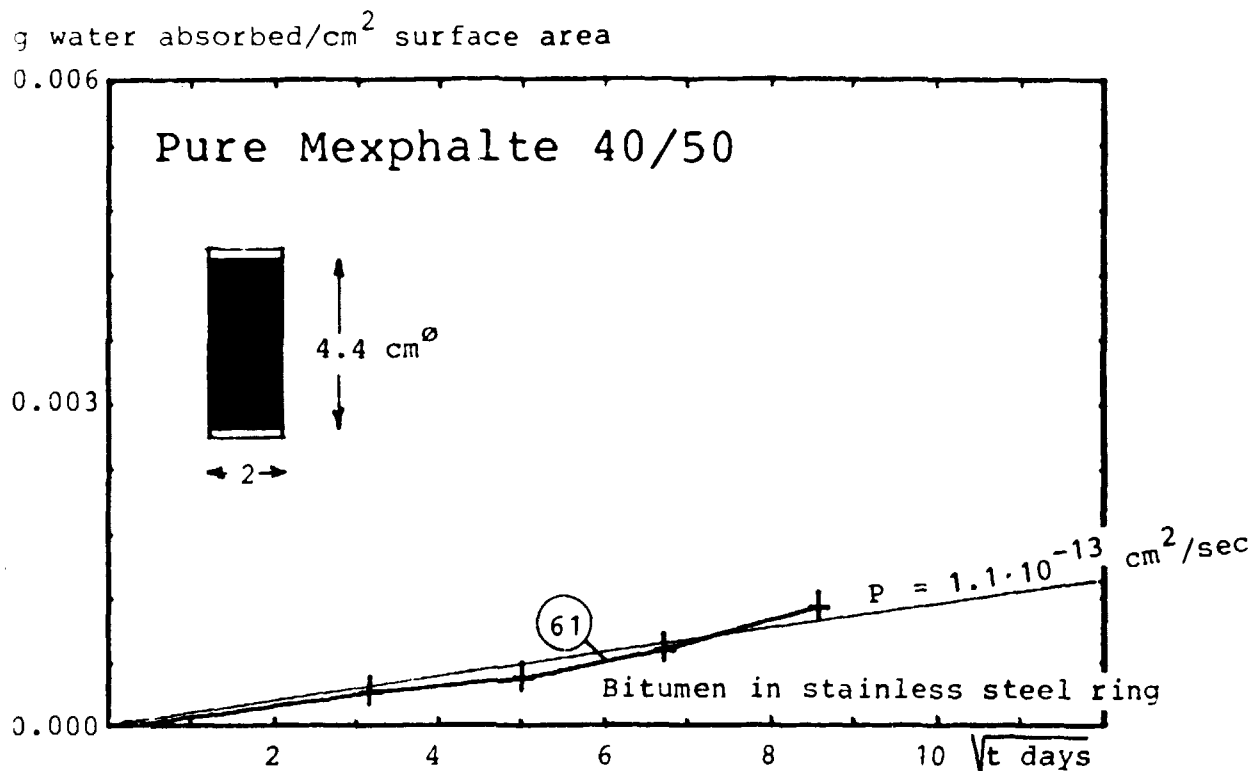 g water absorbed/cm² surface area
0.006
Pure Mexphalte 40/50
4.4 cm ø
0.003
2
P = 1.1·10⁻¹³ cm²/sec
61
Bitumen in stainless steel ring
0.000
2 4 6 8 10 √t days